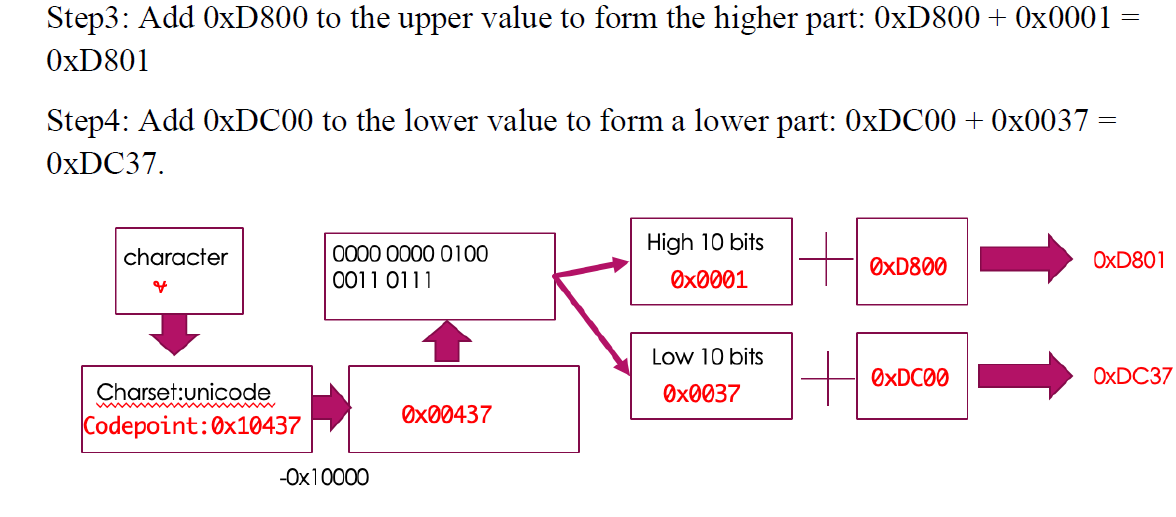 Step3: Add 0xD800 to the upper value to form the higher part: 0xD800 + 0x0001 =
0xD801
Step4: Add 0xDC00 to the lower value to form a lower part: 0xDC00 + 0x0037 =
0xDC37.
character
𐐷
Charset:unicode
Codepoint:0x10437
-0x10000
0x00437
0000 0000 0100
0011 0111
High 10 bits
0x0001
0xD800
0xD801
Low 10 bits
0x0037
0xDC00
0xDC37